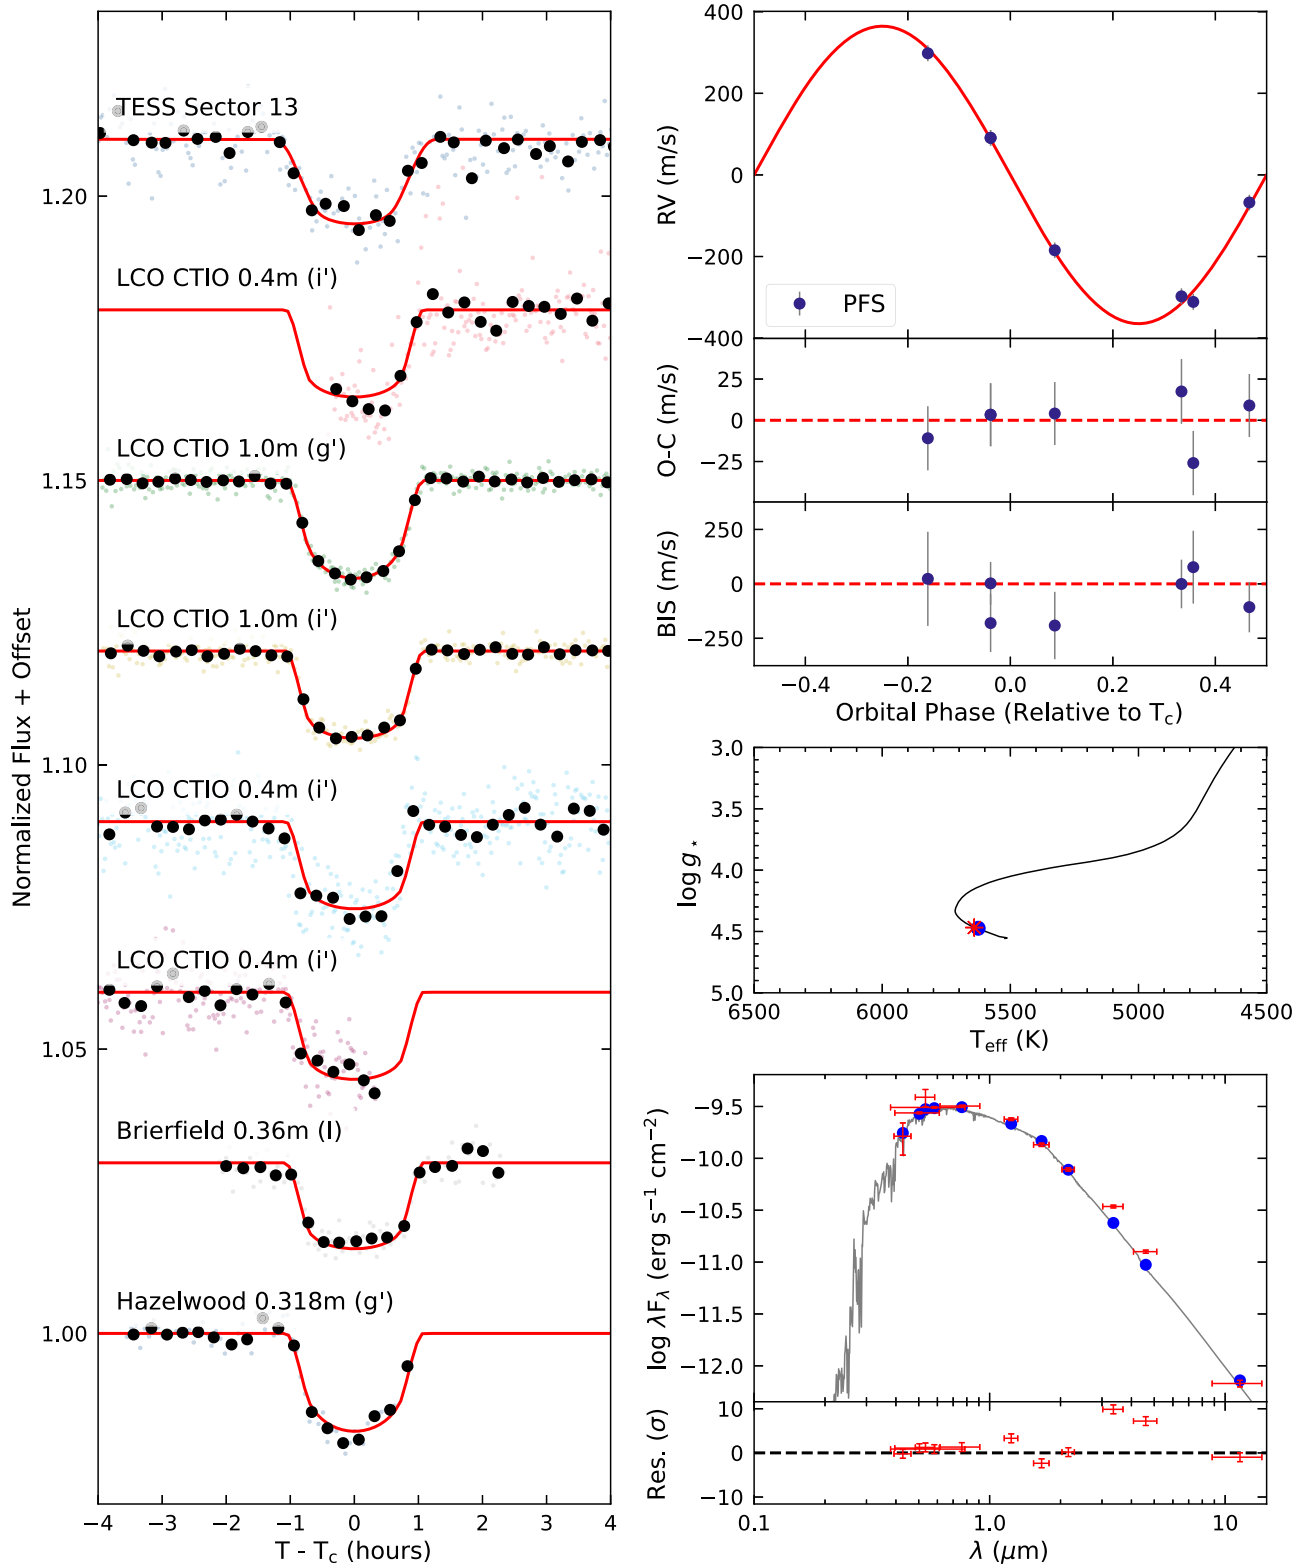 TESS Sector 13
LCO CTIO 0.4m (i')
LCO CTIO 1.0m (g')
LCO CTIO 1.0m (i')
LCO CTIO 0.4m (i')
LCO CTIO 0.4m (i')
Brierfield 0.36m (I)
Hazelwood 0.318m (g')
1.20
1.15
1.10
1.05
1.00
Normalized Flux + Offset
−4 −3 −2 −1 0 1 2 3 4
T - T_c (hours)
400
200
0
−200
−400
RV (m/s)
PFS
25
0
−25
O-C (m/s)
250
0
−250
BIS (m/s)
−0.4 −0.2 0.0 0.2 0.4
Orbital Phase (Relative to T_c)
3.0
3.5
4.0
4.5
5.0
log g⋆
6500 6000 5500 5000 4500
T_eff (K)
−9.5
−10.0
−10.5
−11.0
−11.5
−12.0
log λF_λ (erg s⁻¹ cm⁻²)
10
0
−10
Res. (σ)
0.1 1.0 10
λ (μm)